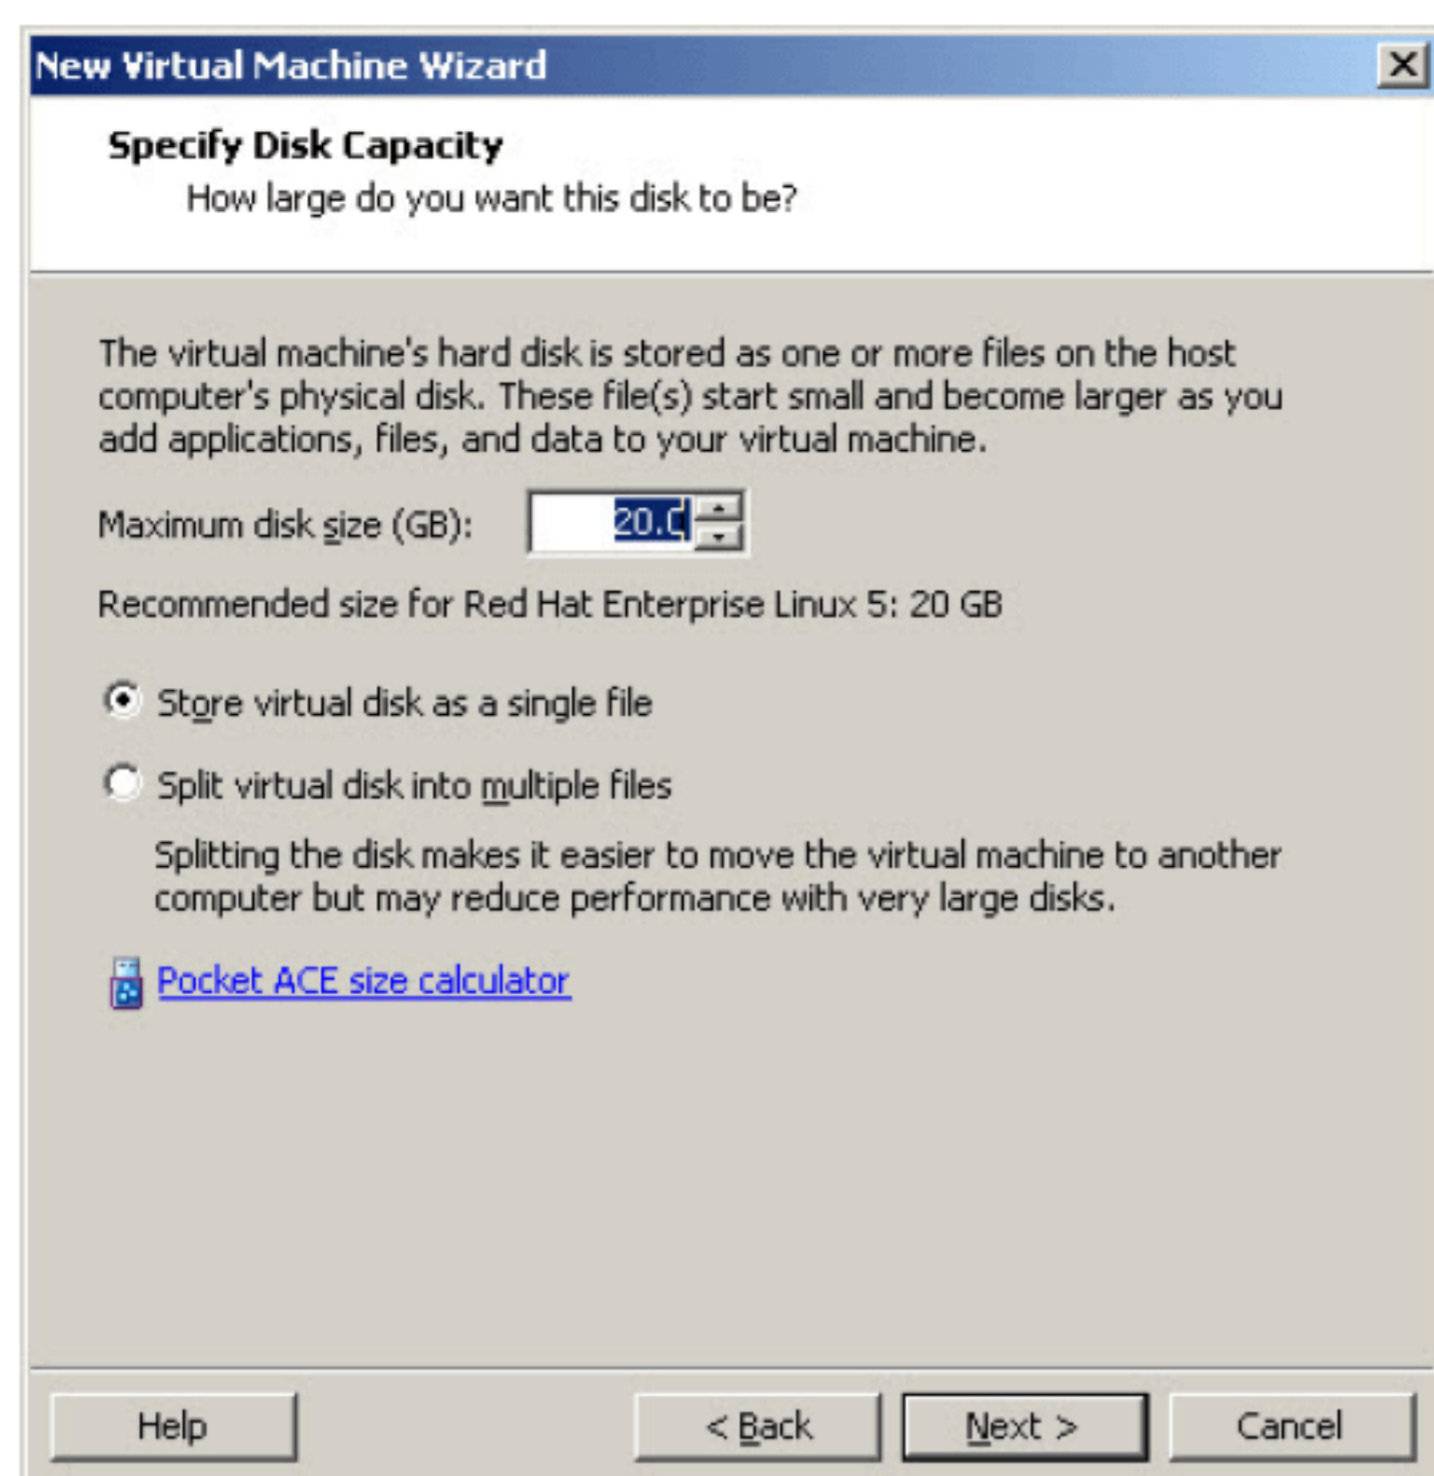 New Virtual Machine Wizard
Specify Disk Capacity
How large do you want this disk to be?
The virtual machine's hard disk is stored as one or more files on the host
computer's physical disk. These file(s) start small and become larger as you
add applications, files, and data to your virtual machine.
Maximum disk size (GB): 20.0
Recommended size for Red Hat Enterprise Linux 5: 20 GB
Store virtual disk as a single file
Split virtual disk into multiple files
Splitting the disk makes it easier to move the virtual machine to another
computer but may reduce performance with very large disks.
Pocket ACE size calculator
Help < Back Next > Cancel